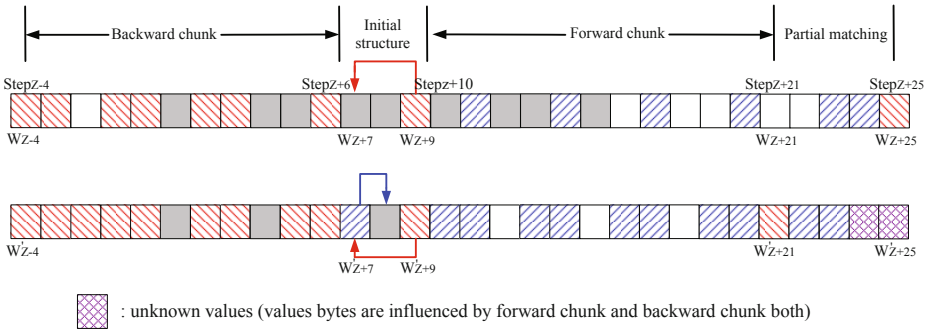 Backward chunk Initial structure Forward chunk Partial matching
StepZ-4 StepZ+6 StepZ+10 StepZ+21 StepZ+25
WZ-4 WZ+7 WZ+9 WZ+21 WZ+25
W'Z-4 W'Z+7 W'Z+9 W'Z+21 W'Z+25
: unknown values (values bytes are influenced by forward chunk and backward chunk both)